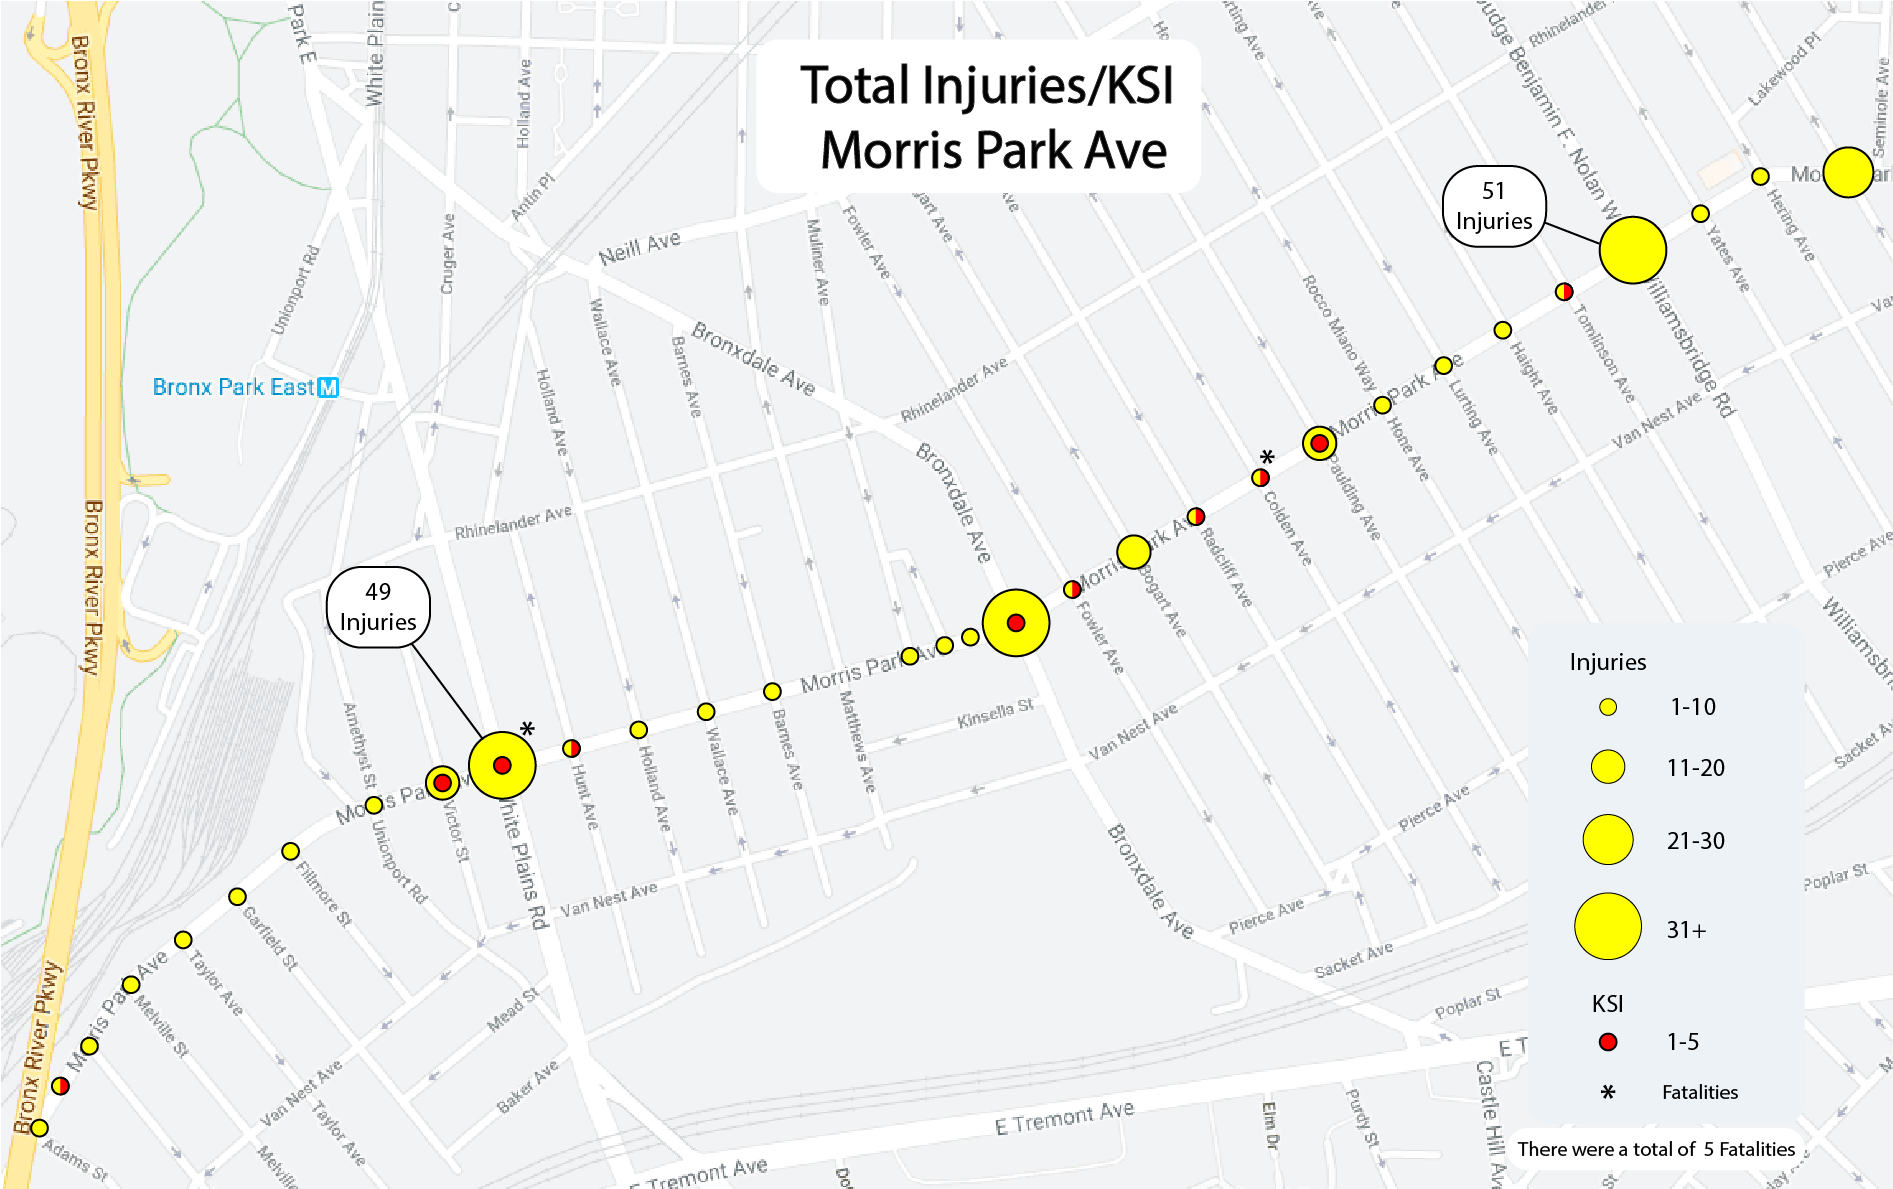 Total Injuries/KSI
Morris Park Ave
Park E
White Plain
Holland Ave
Rhinelander
Lakewood Pl
Seminole Ave
Bronx River Pkwy
Antin Pl
Cruger Ave
Unionport Rd
Neill Ave
Muliner Ave
Fowler Ave
51
Injuries
Hering Ave
Yates Ave
Bronx Park East M
Wallace Ave
Barnes Ave
Bronxdale Ave
Holland Ave
Rhinelander Ave
Rocco Miano Way
Tomlinson Ave
Williamsbridge Rd
Haight Ave
Lurting Ave
Morris Park Ave
Hone Ave
Van Nest Ave
Paulding Ave
*
Colden Ave
Radcliff Ave
Bronxdale Ave
Rhinelander Ave
Bronx River Pkwy
Bogart Ave
Morris Park Ave
Pierce Ave
Fowler Ave
49
Injuries
Morris Park Ave
Matthews Ave
Kinsella St
Van Nest Ave
Amethyst St
*
Barnes Ave
Wallace Ave
Holland Ave
Hunt Ave
White Plains Rd
Victor St
Morris Park Ave
Unionport Rd
Fillmore St
Garfield St
Van Nest Ave
Bronxdale Ave
Pierce Ave
Pierce Ave
Sacket Ave
Sacket Ave
Poplar St
Poplar St
Taylor Ave
Morris Park Ave
Melville St
Mead St
Baker Ave
Van Nest Ave
Taylor Ave
Bronx River Pkwy
Adams St
E Tremont Ave
E Tremont Ave
Elm Dr
Purdy St
Castle Hill Av
Injuries
1-10
11-20
21-30
31+
KSI
1-5
* Fatalities
There were a total of 5 Fatalities